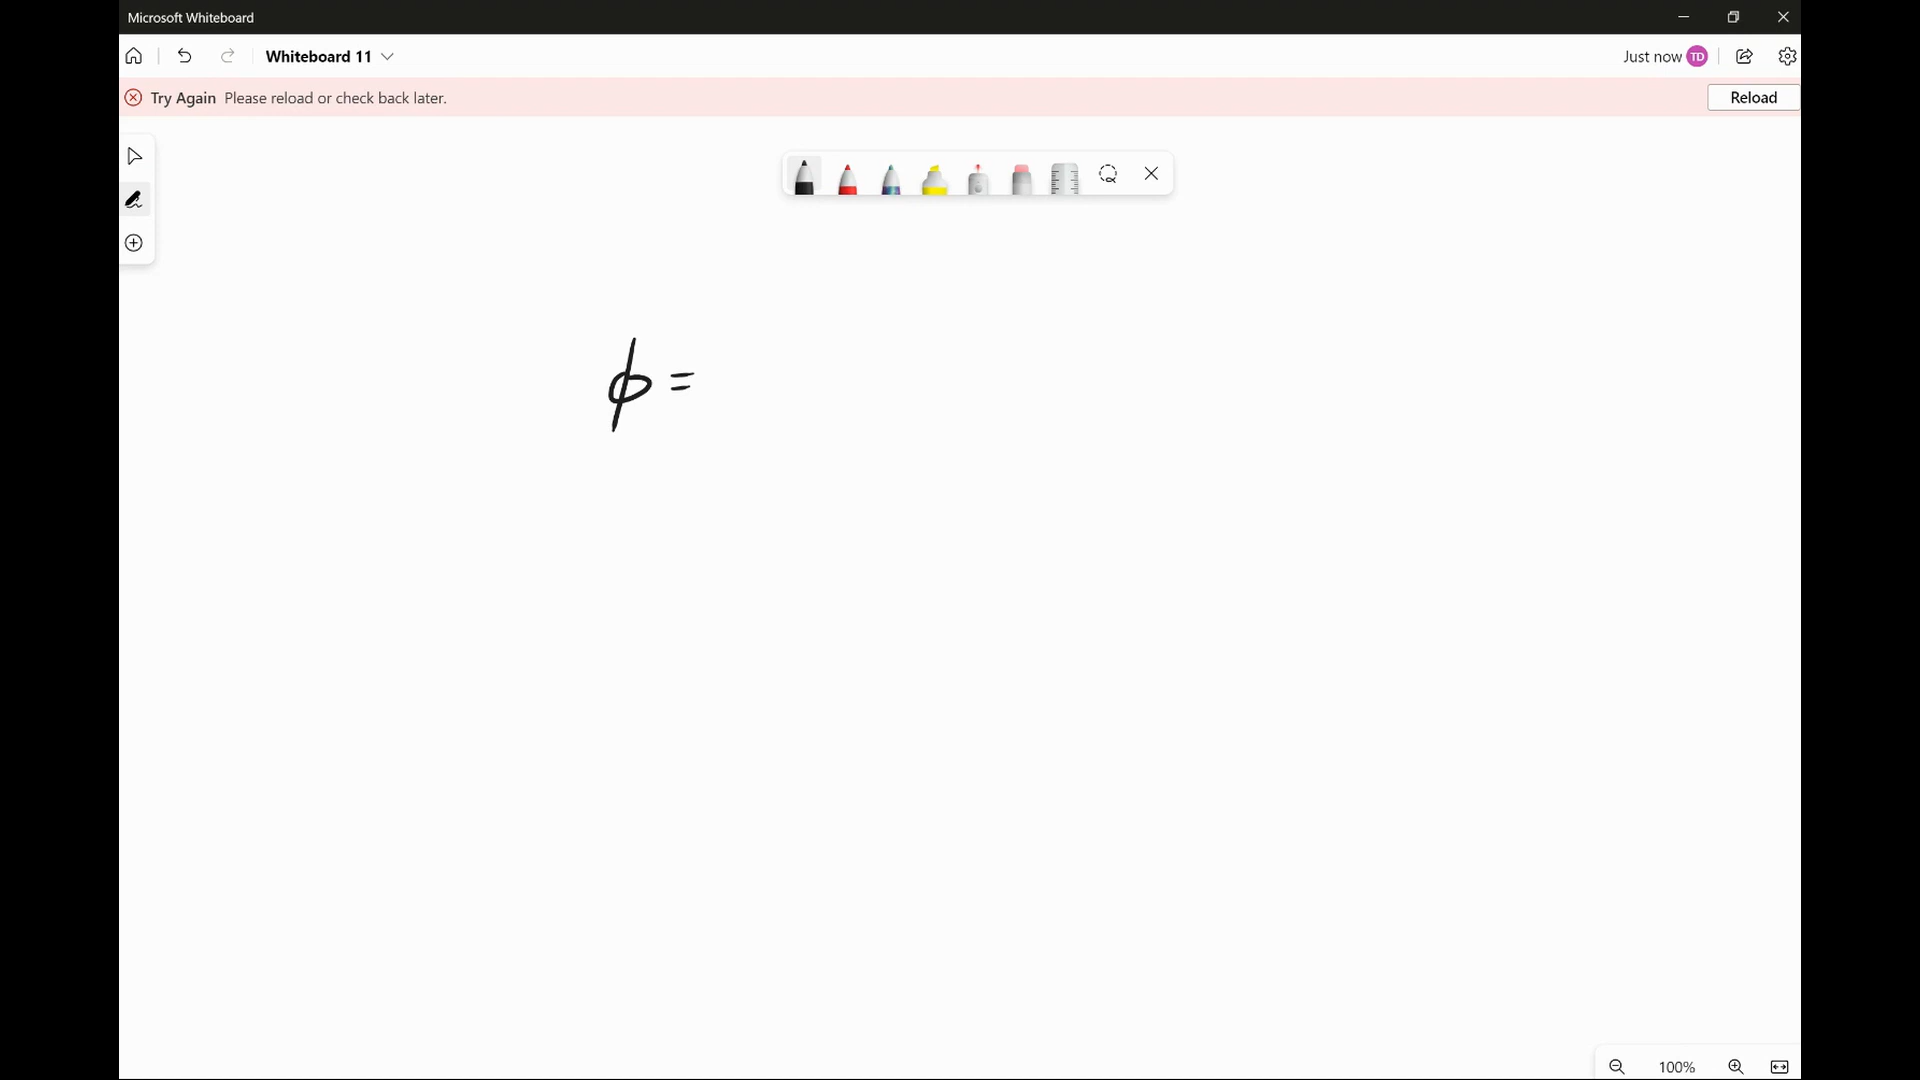 Microsoft Whiteboard
Whiteboard 11
Just now TD
Try Again Please reload or check back later.
Reload
ϕ =
100%